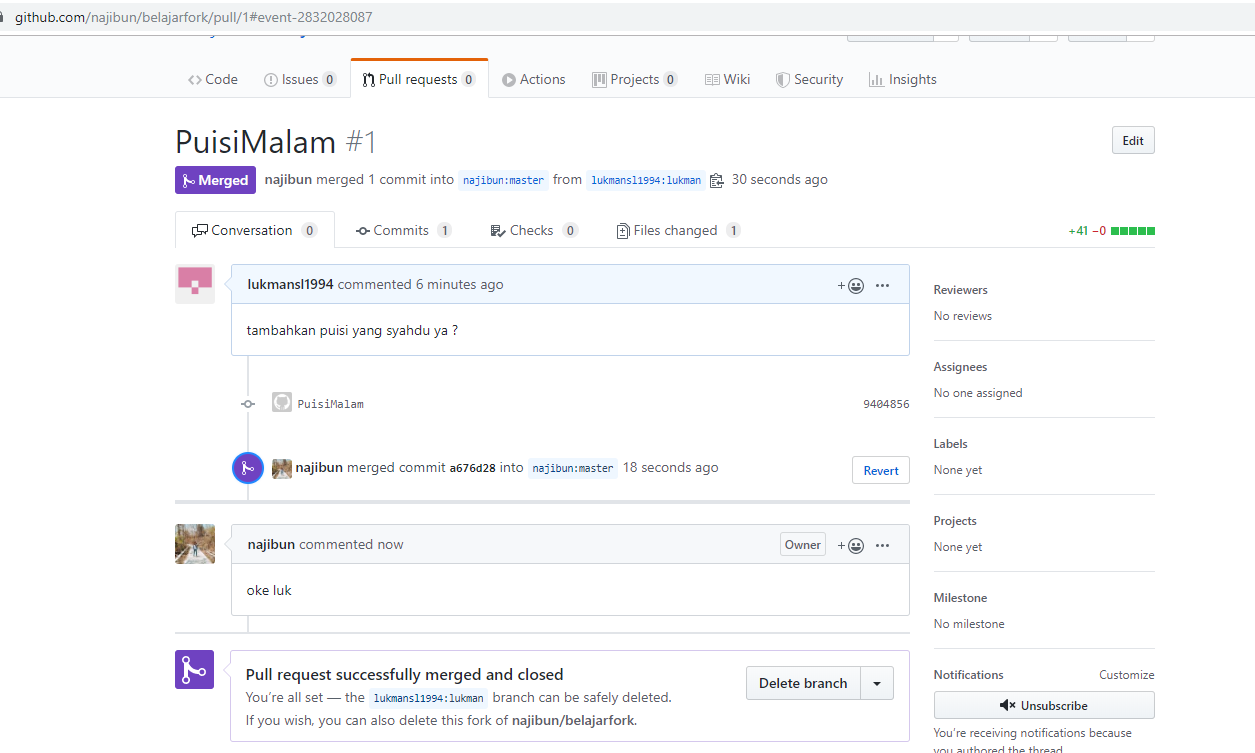 github.com/najibun/belajarfork/pull/1#event-2832028087
Code Issues 0 Pull requests 0 Actions Projects 0 Wiki Security Insights
PuisiMalam #1
Edit
Merged najibun merged 1 commit into najibun:master from lukmansl1994:lukman 30 seconds ago
Conversation 0 Commits 1 Checks 0 Files changed 1
+41 −0
lukmansl1994 commented 6 minutes ago
tambahkan puisi yang syahdu ya ?
PuisiMalam 9404856
najibun merged commit a676d28 into najibun:master 18 seconds ago
Revert
najibun commented now
Owner
oke luk
Pull request successfully merged and closed
You're all set — the lukmansl1994:lukman branch can be safely deleted.
If you wish, you can also delete this fork of najibun/belajarfork.
Delete branch
Reviewers
No reviews
Assignees
No one assigned
Labels
None yet
Projects
None yet
Milestone
No milestone
Notifications Customize
Unsubscribe
You're receiving notifications because
you authored the thread.